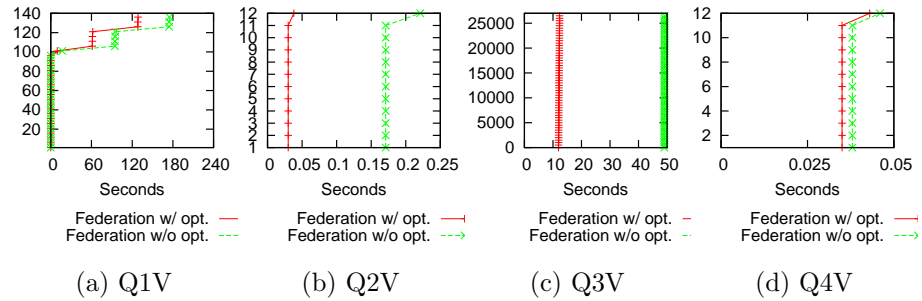 140
120
100
80
60
40
20
0 60 120 180 240
Seconds
Federation w/ opt.
Federation w/o opt.
(a) Q1V
12
11
10
9
8
7
6
5
4
3
2
1
0 0.05 0.1 0.15 0.2 0.25
Seconds
Federation w/ opt.
Federation w/o opt.
(b) Q2V
25000
20000
15000
10000
5000
0
0 10 20 30 40 50
Seconds
Federation w/ opt.
Federation w/o opt.
(c) Q3V
12
10
8
6
4
2
0 0.025 0.05
Seconds
Federation w/ opt.
Federation w/o opt.
(d) Q4V